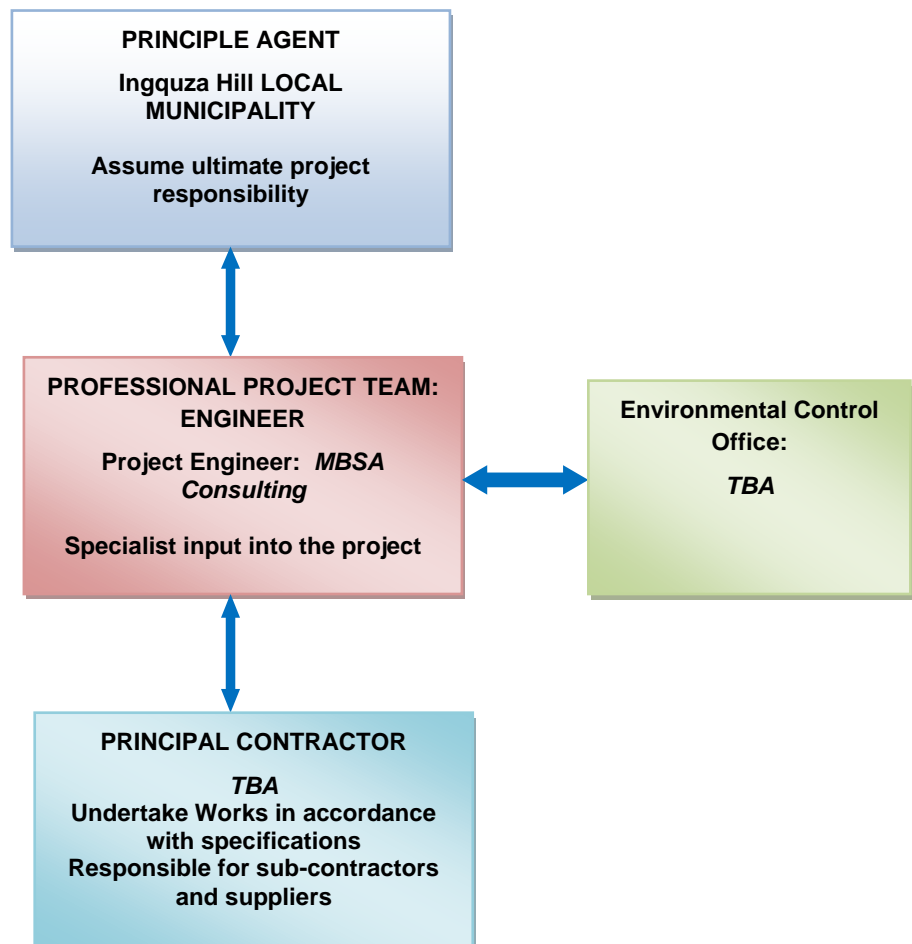 PRINCIPLE AGENT
Ingquza Hill LOCAL
MUNICIPALITY
Assume ultimate project
responsibility
PROFESSIONAL PROJECT TEAM:
ENGINEER
Project Engineer: MBSA
Consulting
Specialist input into the project
Environmental Control
Office:
TBA
PRINCIPAL CONTRACTOR
TBA
Undertake Works in accordance
with specifications
Responsible for sub-contractors
and suppliers